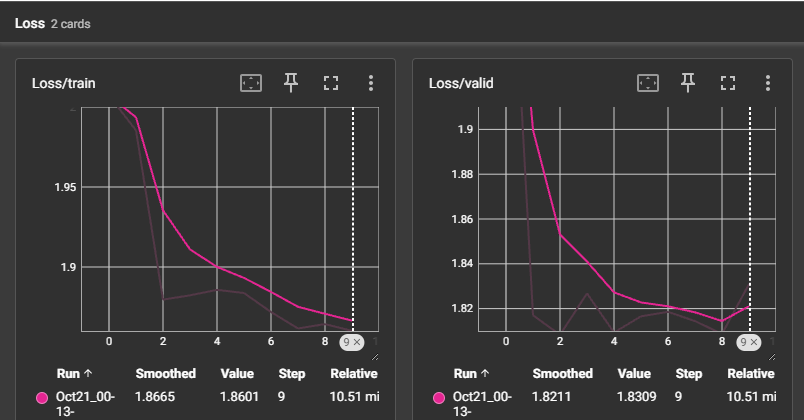 Loss 2 cards
Loss/train
1.95
1.9
0 2 4 6 8 9 × 1
Run ↑ Smoothed Value Step Relative
Oct21_00- 1.8665 1.8601 9 10.51 mi
13-
Loss/valid
1.9
1.88
1.86
1.84
1.82
0 2 4 6 8 9 × 1
Run ↑ Smoothed Value Step Relative
Oct21_00- 1.8211 1.8309 9 10.51 mi
13-